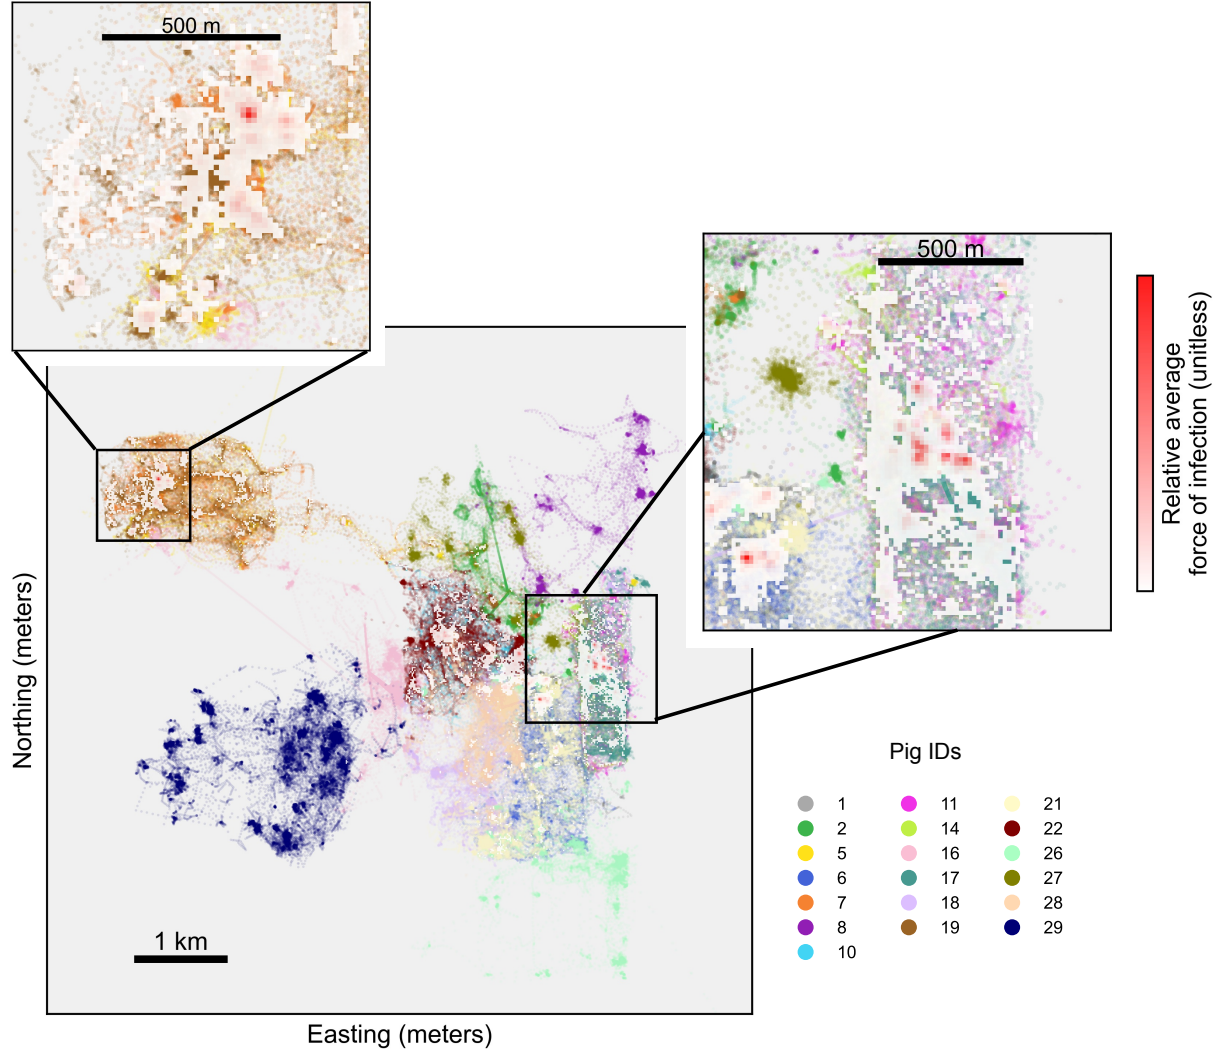 500 m
500 m
Relative average
force of infection (unitless)
Northing (meters)
1 km
Easting (meters)
Pig IDs
1 11 21
2 14 22
5 16 26
6 17 27
7 18 28
8 19 29
10